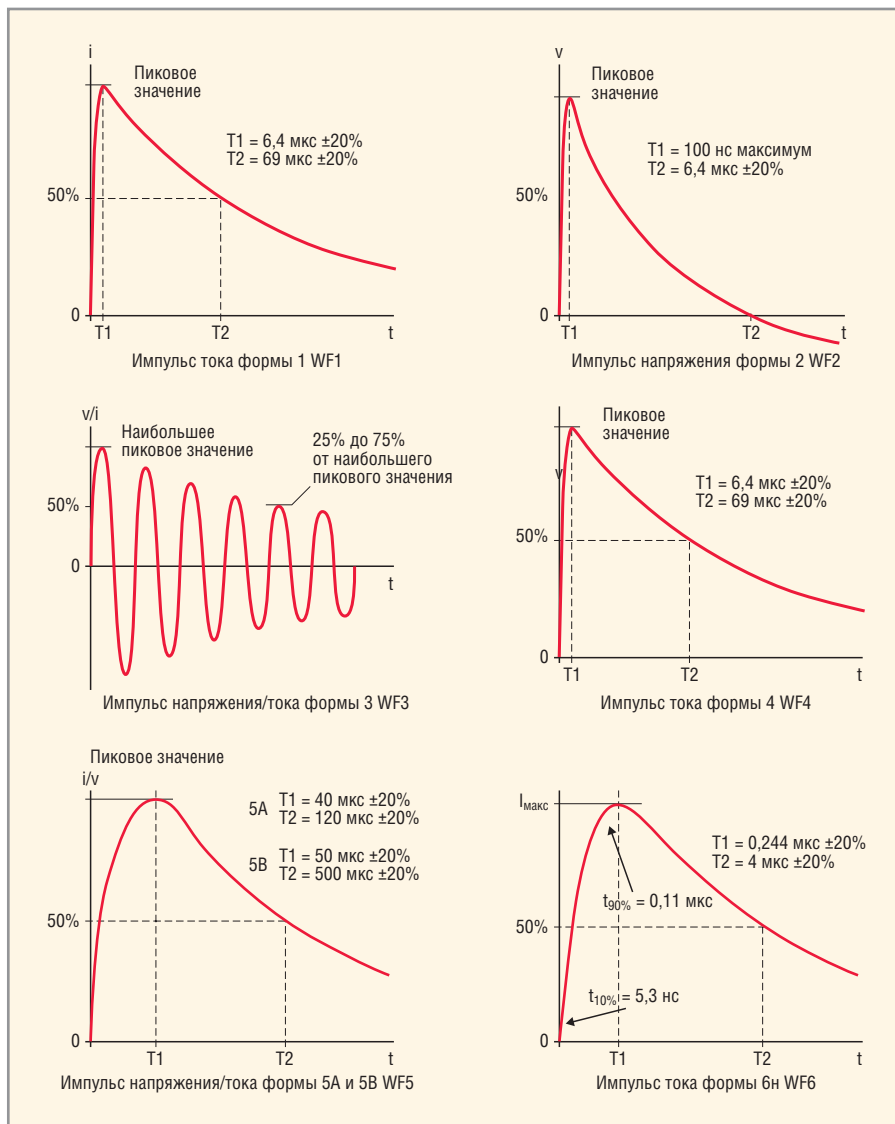 i
Пиковое
значение
T1 = 6,4 мкс ±20%
T2 = 69 мкс ±20%
50%
0
T1
T2
t
Импульс тока формы 1 WF1
v
Пиковое
значение
T1 = 100 нс максимум
T2 = 6,4 мкс ±20%
50%
0
T1
T2
t
Импульс напряжения формы 2 WF2
v/i
Наибольшее
пиковое значение
25% до 75%
от наибольшего
пикового значения
50%
0
t
Импульс напряжения/тока формы 3 WF3
Пиковое
значение
v
T1 = 6,4 мкс ±20%
T2 = 69 мкс ±20%
50%
0
T1
T2
t
Импульс тока формы 4 WF4
Пиковое значение
i/v
5A
T1 = 40 мкс ±20%
T2 = 120 мкс ±20%
5B
T1 = 50 мкс ±20%
T2 = 500 мкс ±20%
50%
0
T1
T2
t
Импульс напряжения/тока формы 5A и 5B WF5
Iмакс
T1 = 0,244 мкс ±20%
T2 = 4 мкс ±20%
t90% = 0,11 мкс
50%
t10% = 5,3 нс
0
T1
T2
t
Импульс тока формы 6н WF6